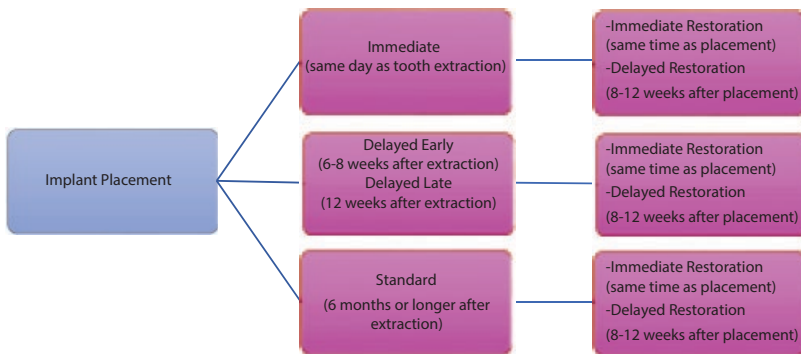 Implant Placement
Immediate
(same day as tooth extraction)
-Immediate Restoration
(same time as placement)
-Delayed Restoration
(8-12 weeks after placement)
Delayed Early
(6-8 weeks after extraction)
Delayed Late
(12 weeks after extraction)
-Immediate Restoration
(same time as placement)
-Delayed Restoration
(8-12 weeks after placement)
Standard
(6 months or longer after
extraction)
-Immediate Restoration
(same time as placement)
-Delayed Restoration
(8-12 weeks after placement)